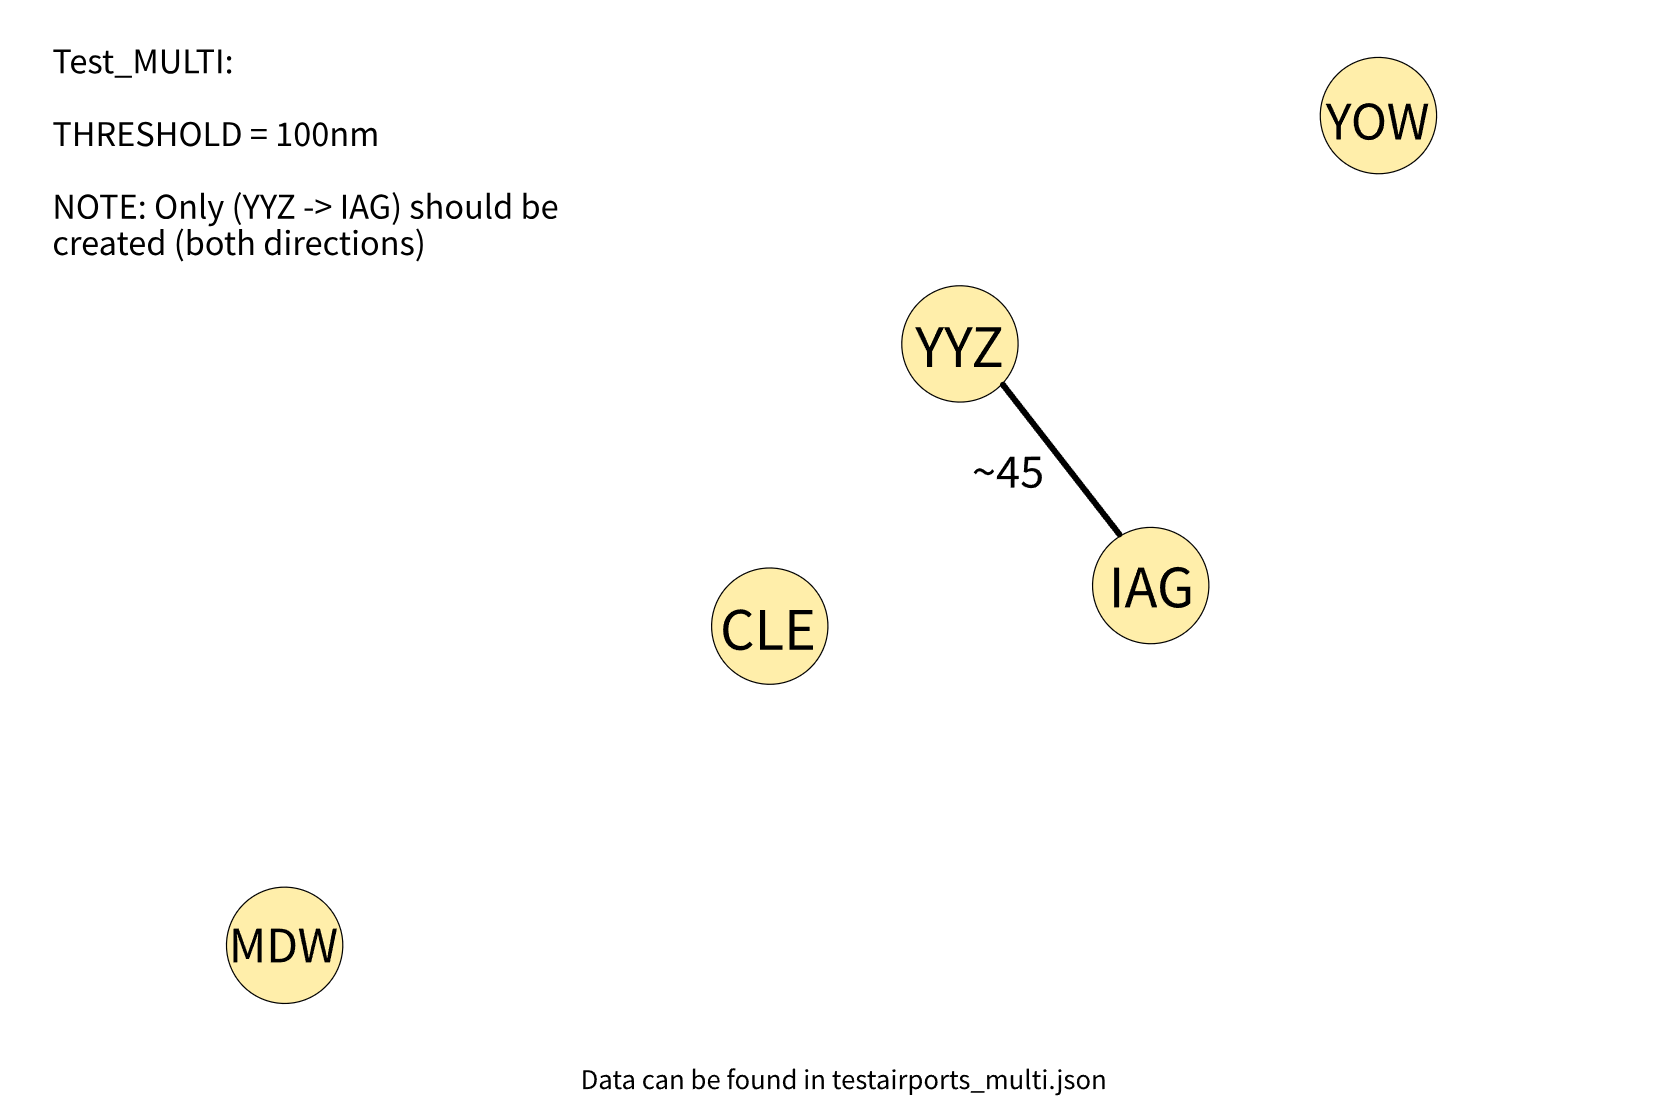 Test_MULTI:
THRESHOLD = 100nm
NOTE: Only (YYZ -> IAG) should be
created (both directions)
YOW
YYZ
~45
IAG
CLE
MDW
Data can be found in testairports_multi.json